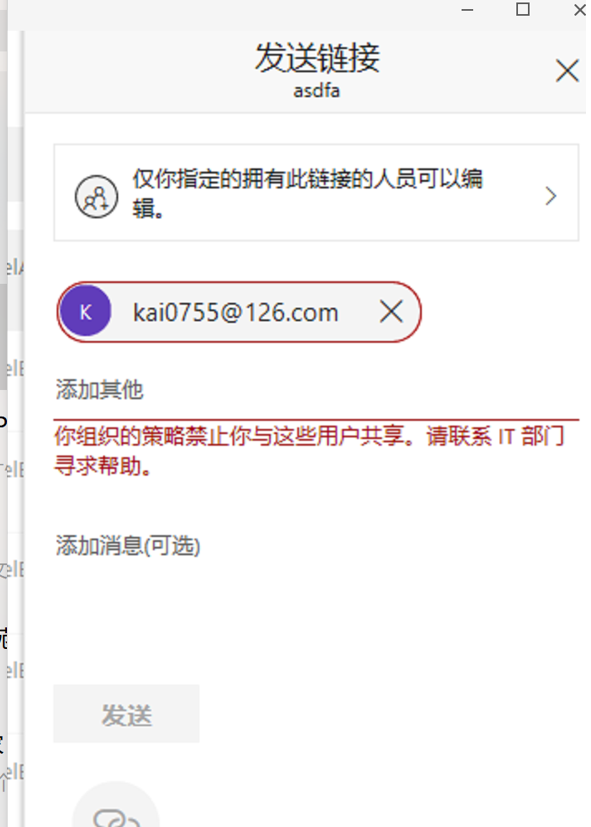 发送链接
asdfa
仅你指定的拥有此链接的人员可以编
辑。
K
kai0755@126.com
添加其他
你组织的策略禁止你与这些用户共享。请联系 IT 部门
寻求帮助。
添加消息(可选)
发送